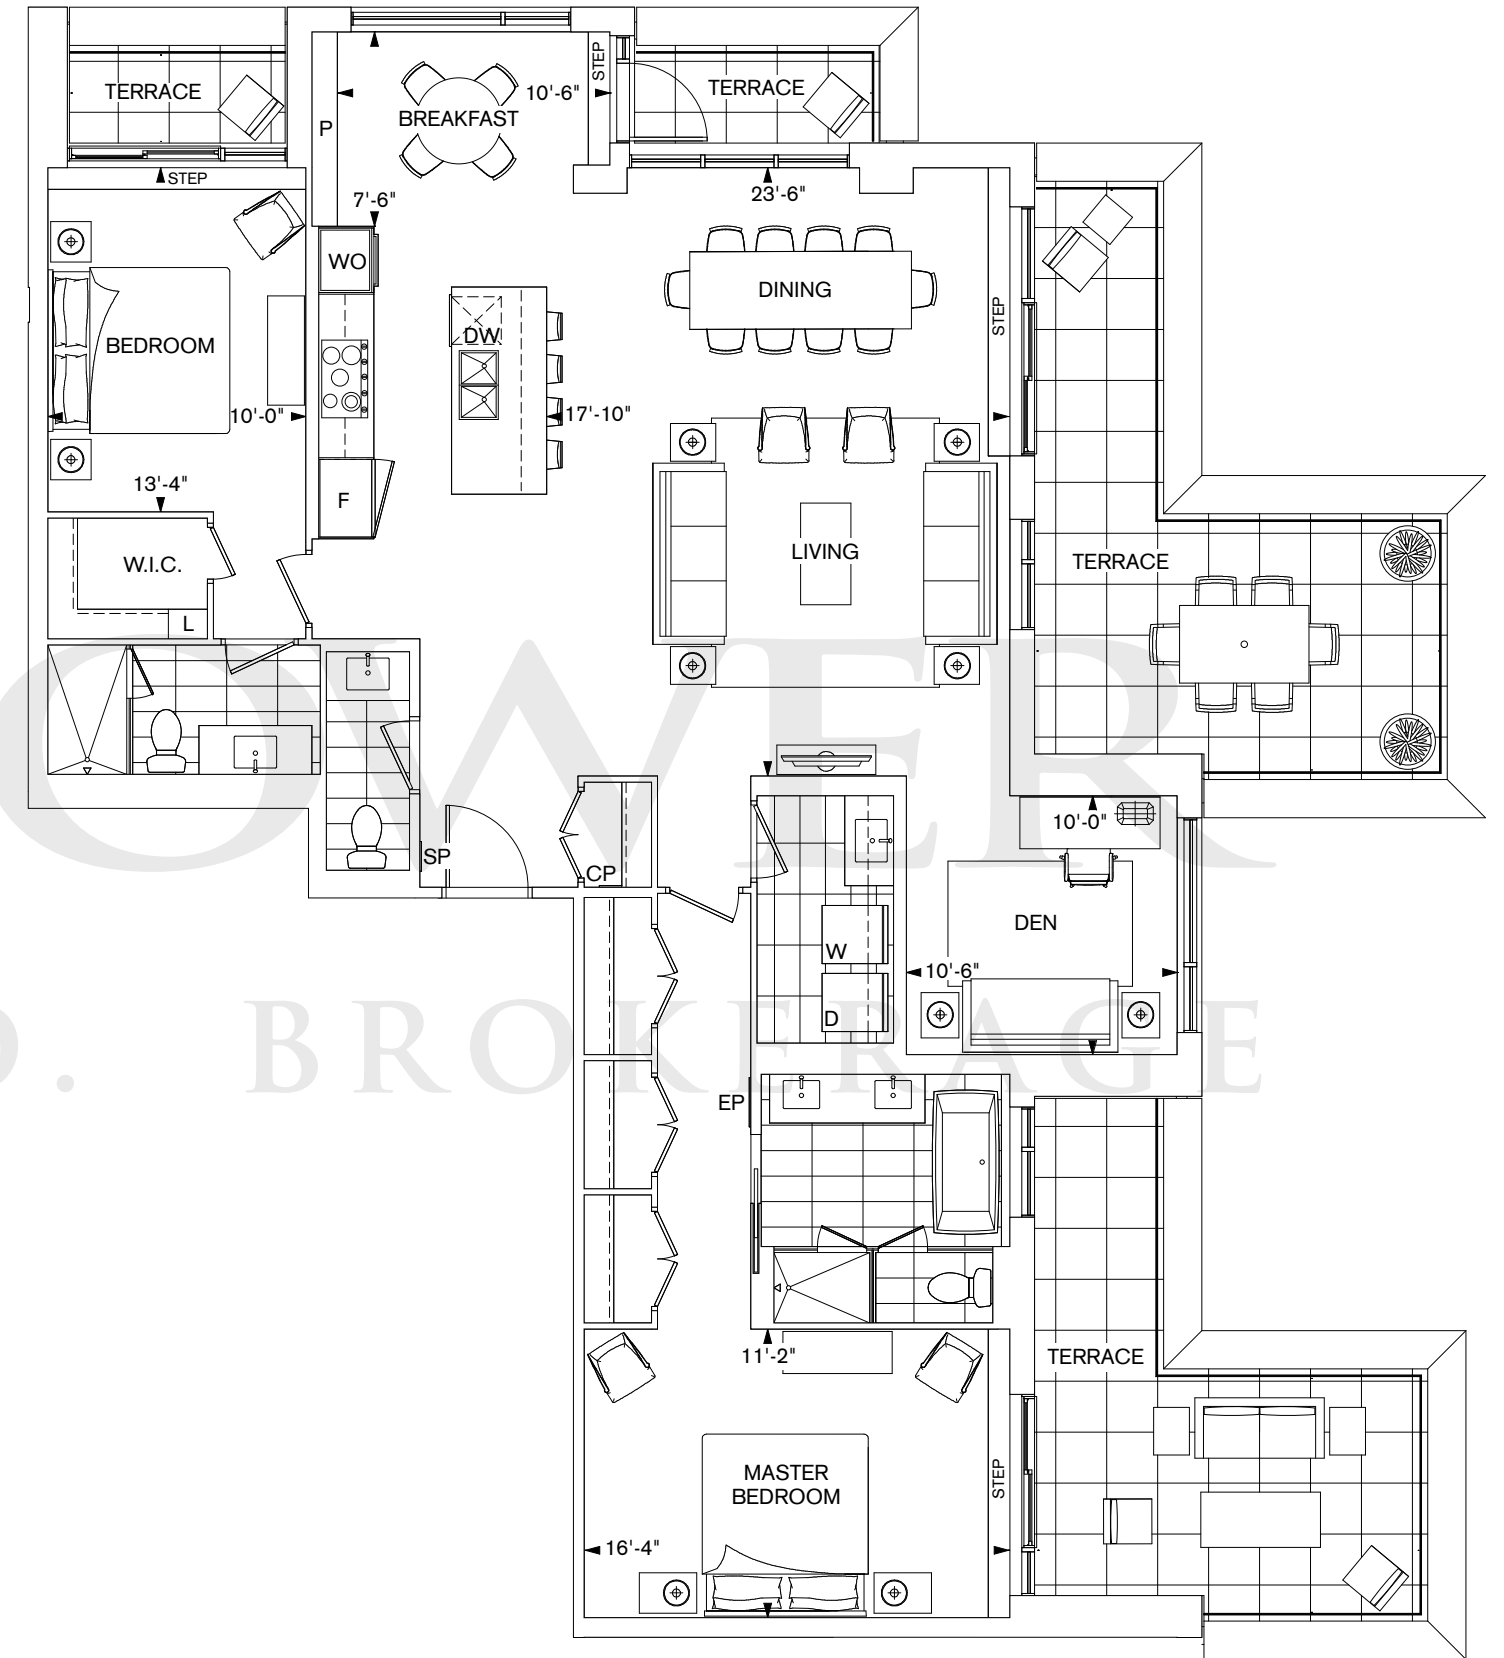 TERRACE
BREAKFAST
10'-6"
STEP
TERRACE
P
STEP
7'-6"
23'-6"
WO
DINING
STEP
DW
BEDROOM
10'-0"
17'-10"
13'-4"
F
LIVING
W.I.C.
TERRACE
L
OWER
10'-0"
SP
CP
DEN
W
10'-6"
D
D. BROKERAGE
EP
11'-2"
TERRACE
MASTER
BEDROOM
STEP
16'-4"